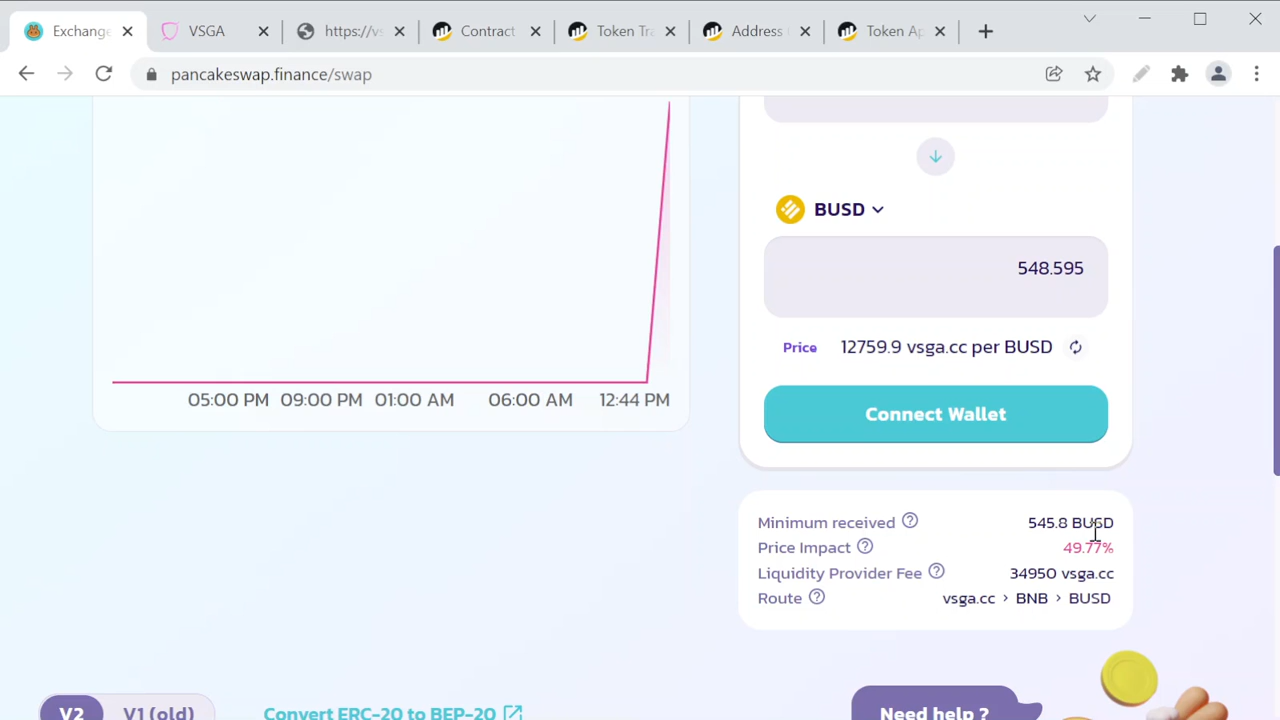 Exchange
VSGA
https://vs
Contract
Token Tra
Address
Token Ap
pancakeswap.finance/swap
BUSD
548.595
Price 12759.9 vsga.cc per BUSD
05:00 PM 09:00 PM 01:00 AM 06:00 AM 12:44 PM
Connect Wallet
Minimum received 545.8 BUSD
Price Impact 49.77%
Liquidity Provider Fee 34950 vsga.cc
Route vsga.cc > BNB > BUSD
V2 V1 (old) Convert ERC-20 to BEP-20
Need help ?